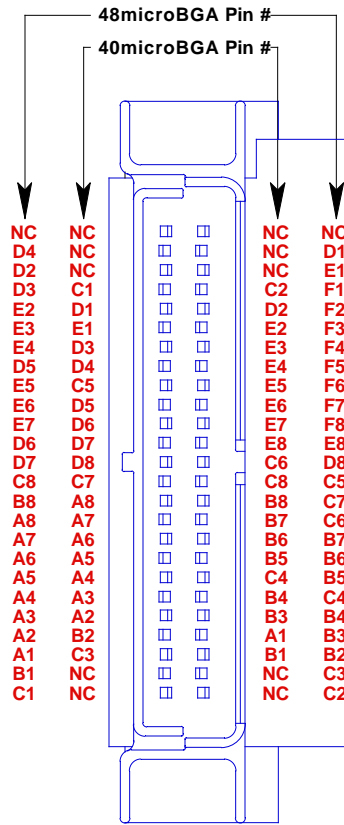 48microBGA Pin #
40microBGA Pin #
NC NC NC NC
D4 NC NC D1
D2 NC NC E1
D3 C1 C2 F1
E2 D1 D2 F2
E3 E1 E2 F3
E4 D3 E3 F4
D5 D4 E4 F5
E5 C5 E5 F6
E6 D5 E6 F7
E7 D6 E7 F8
D6 D7 E8 E8
D7 D8 C6 D8
C8 C7 C8 C5
B8 A8 B8 C7
A8 A7 B7 C6
A7 A6 B6 B7
A6 A5 B5 B6
A5 A4 C4 B5
A4 A3 B4 C4
A3 A2 B3 B4
A2 B2 A1 B3
A1 C3 B1 B2
B1 NC NC C3
C1 NC NC C2